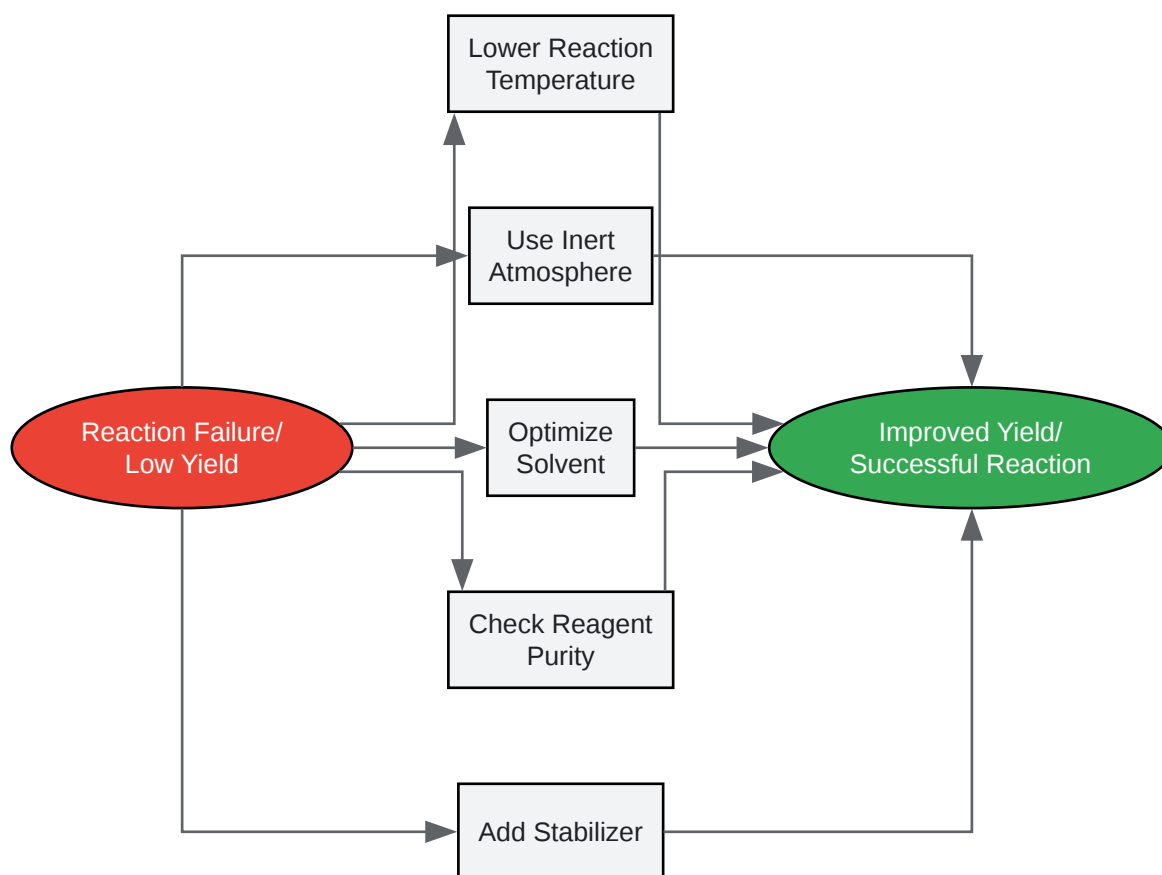 Lower Reaction
Temperature
Use Inert
Atmosphere
Reaction Failure/
Low Yield
Optimize
Solvent
Improved Yield/
Successful Reaction
Check Reagent
Purity
Add Stabilizer